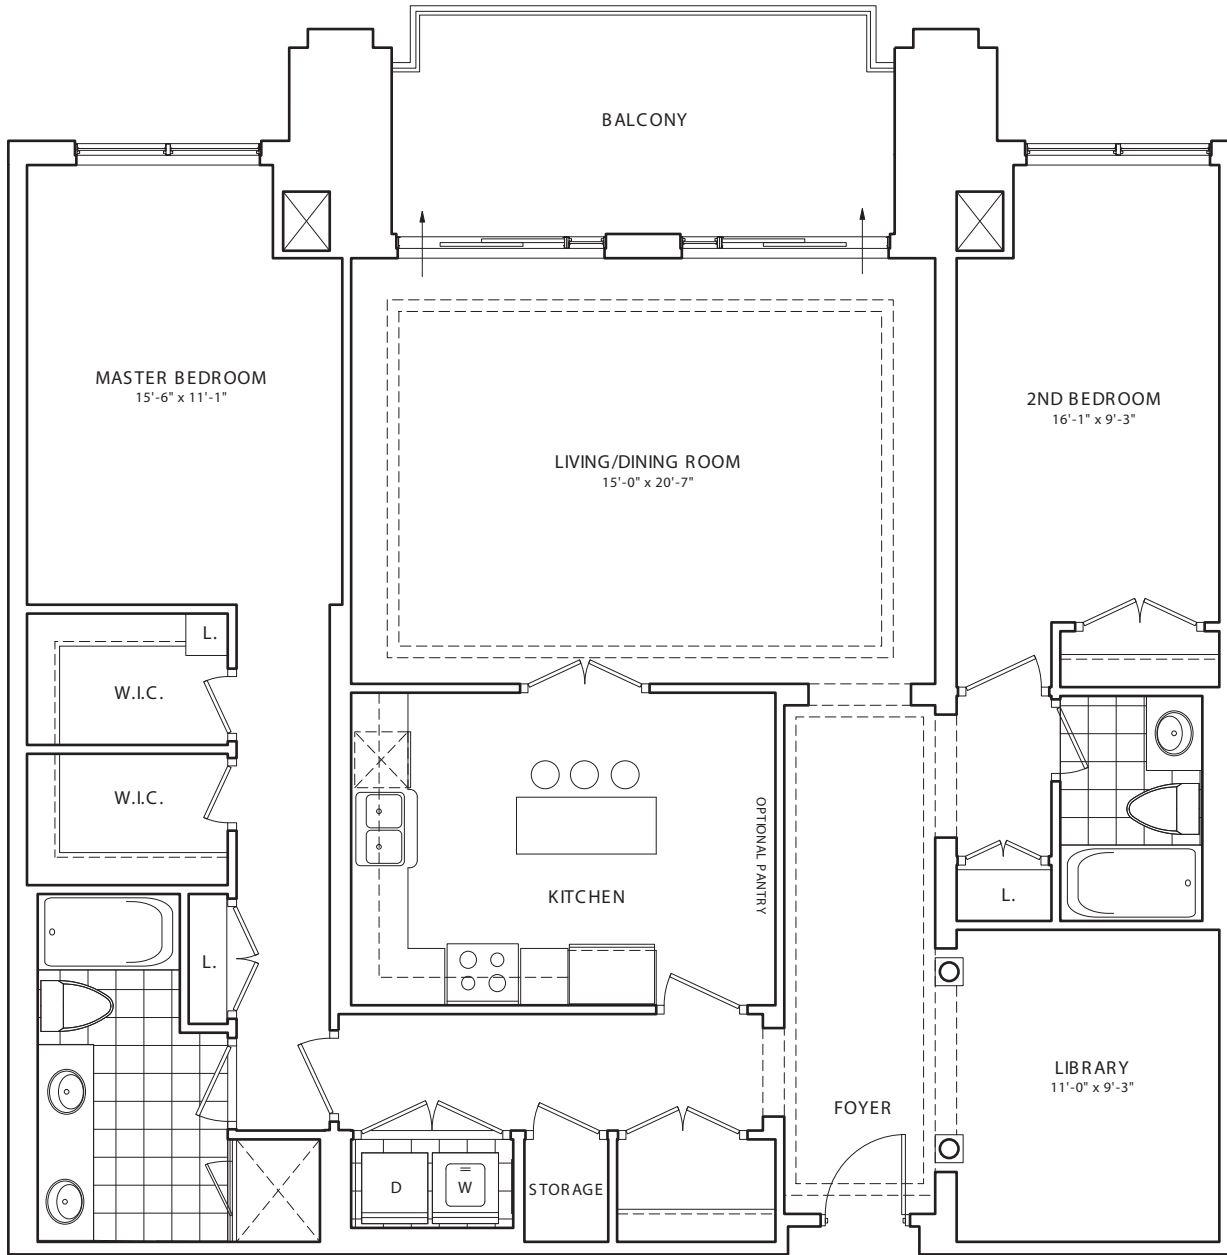 BALCONY
MASTER BEDROOM
15'-6" x 11'-1"
2ND BEDROOM
16'-1" x 9'-3"
LIVING/DINING ROOM
15'-0" x 20'-7"
L.
W.I.C.
W.I.C.
OPTIONAL PANTRY
KITCHEN
L.
L.
LIBRARY
11'-0" x 9'-3"
FOYER
D
W
STORAGE